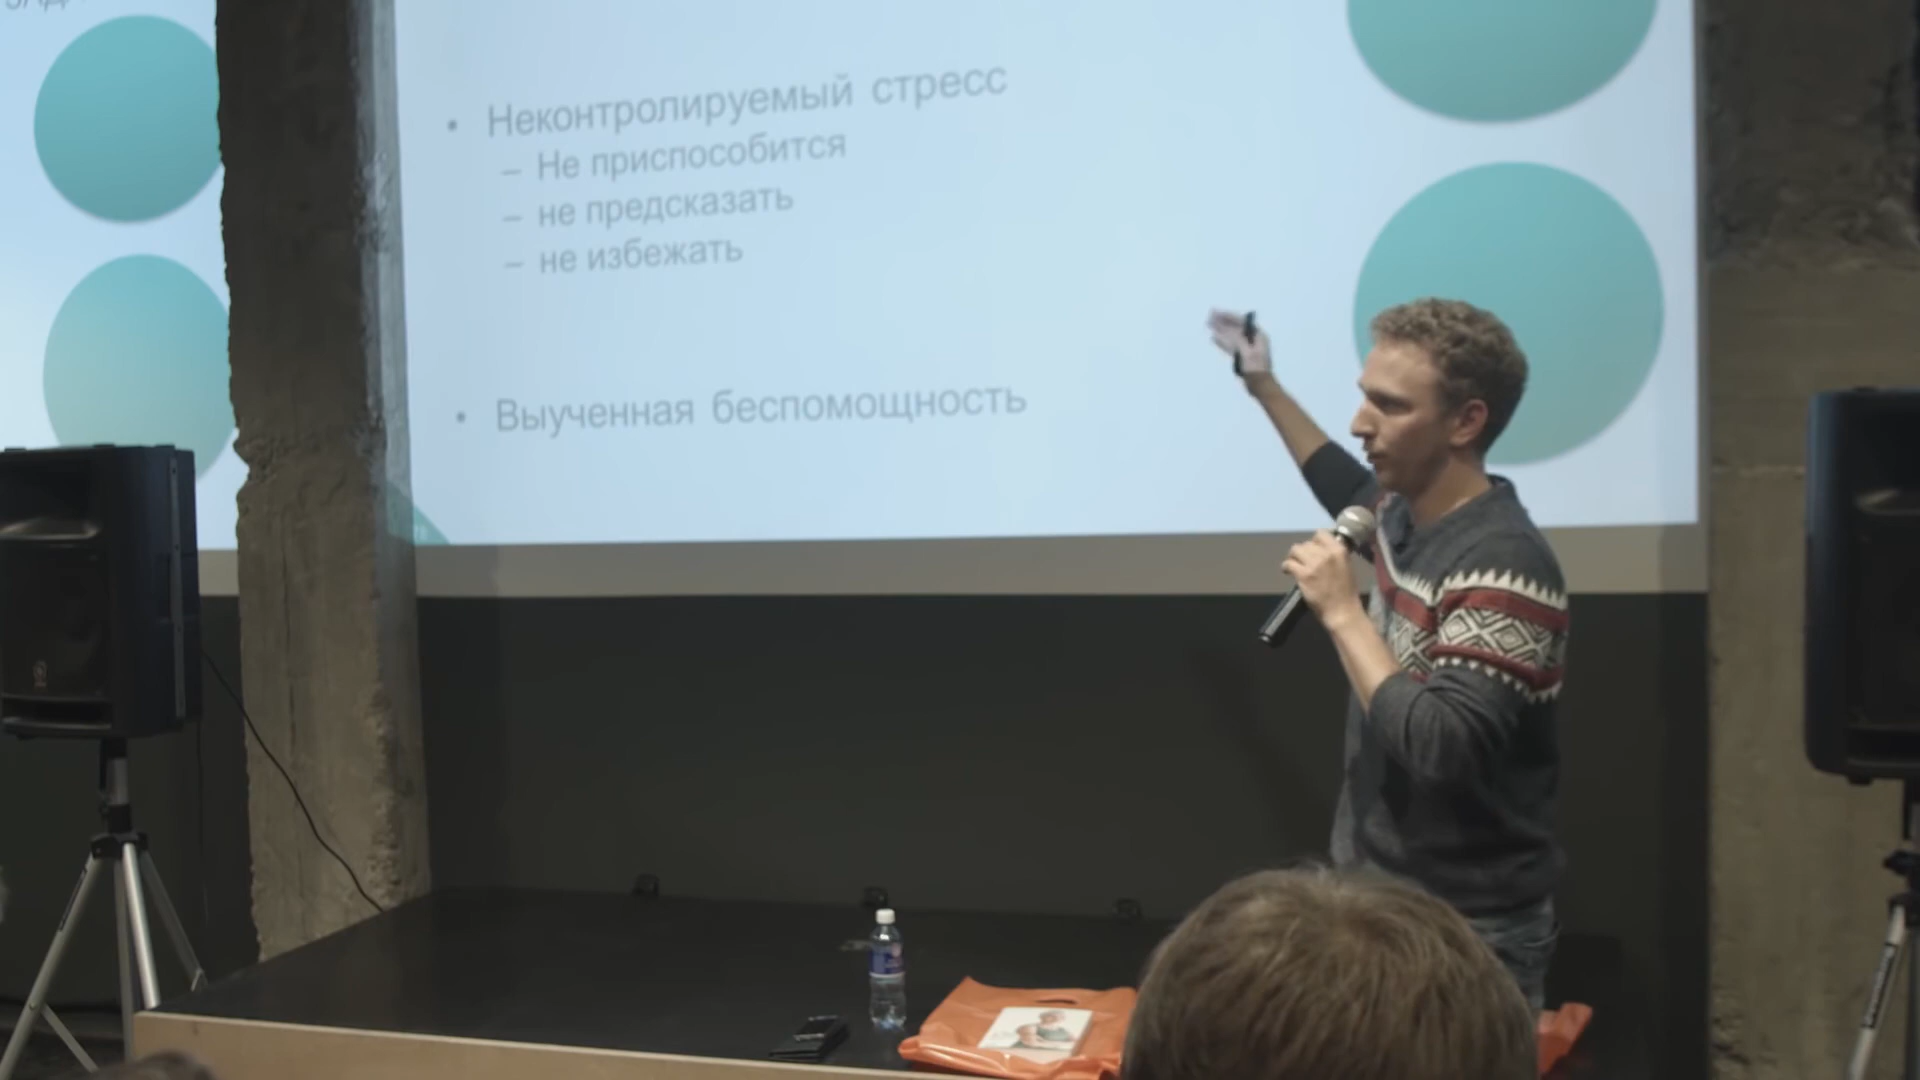 Неконтролируемый стресс
– Не приспособится
– не предсказать
– не избежать
Выученная беспомощность